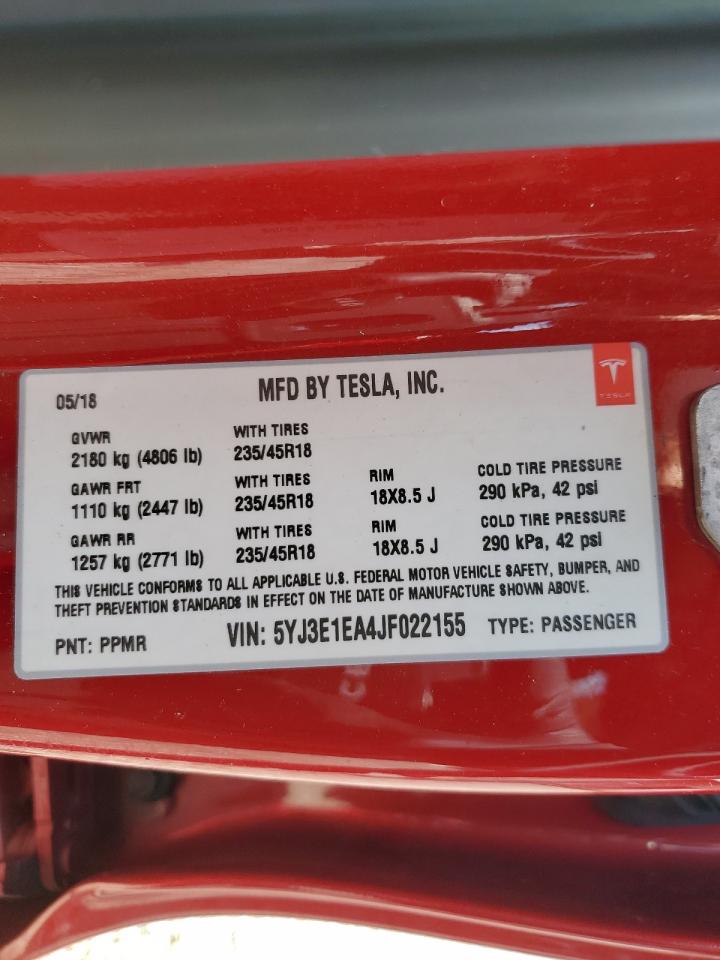 05/18 MFD BY TESLA, INC.
TESLA
GVWR WITH TIRES
2180 kg (4806 lb) 235/45R18
GAWR FRT WITH TIRES RIM COLD TIRE PRESSURE
1110 kg (2447 lb) 235/45R18 18X8.5 J 290 kPa, 42 psi
GAWR RR WITH TIRES RIM COLD TIRE PRESSURE
1257 kg (2771 lb) 235/45R18 18X8.5 J 290 kPa, 42 psi
THIS VEHICLE CONFORMS TO ALL APPLICABLE U.S. FEDERAL MOTOR VEHICLE SAFETY, BUMPER, AND
THEFT PREVENTION STANDARDS IN EFFECT ON THE DATE OF MANUFACTURE SHOWN ABOVE.
PNT: PPMR VIN: 5YJ3E1EA4JF022155 TYPE: PASSENGER